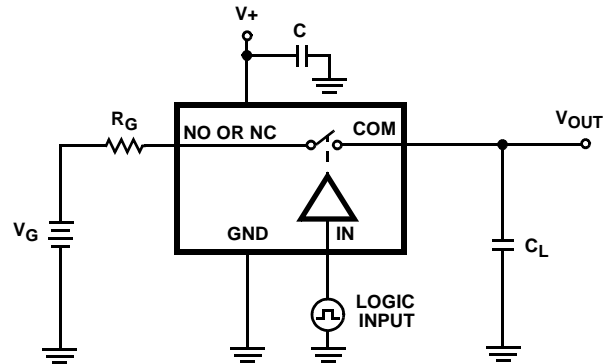 V+
C
RG
NO OR NC
COM
VOUT
VG
GND
IN
CL
LOGIC
INPUT